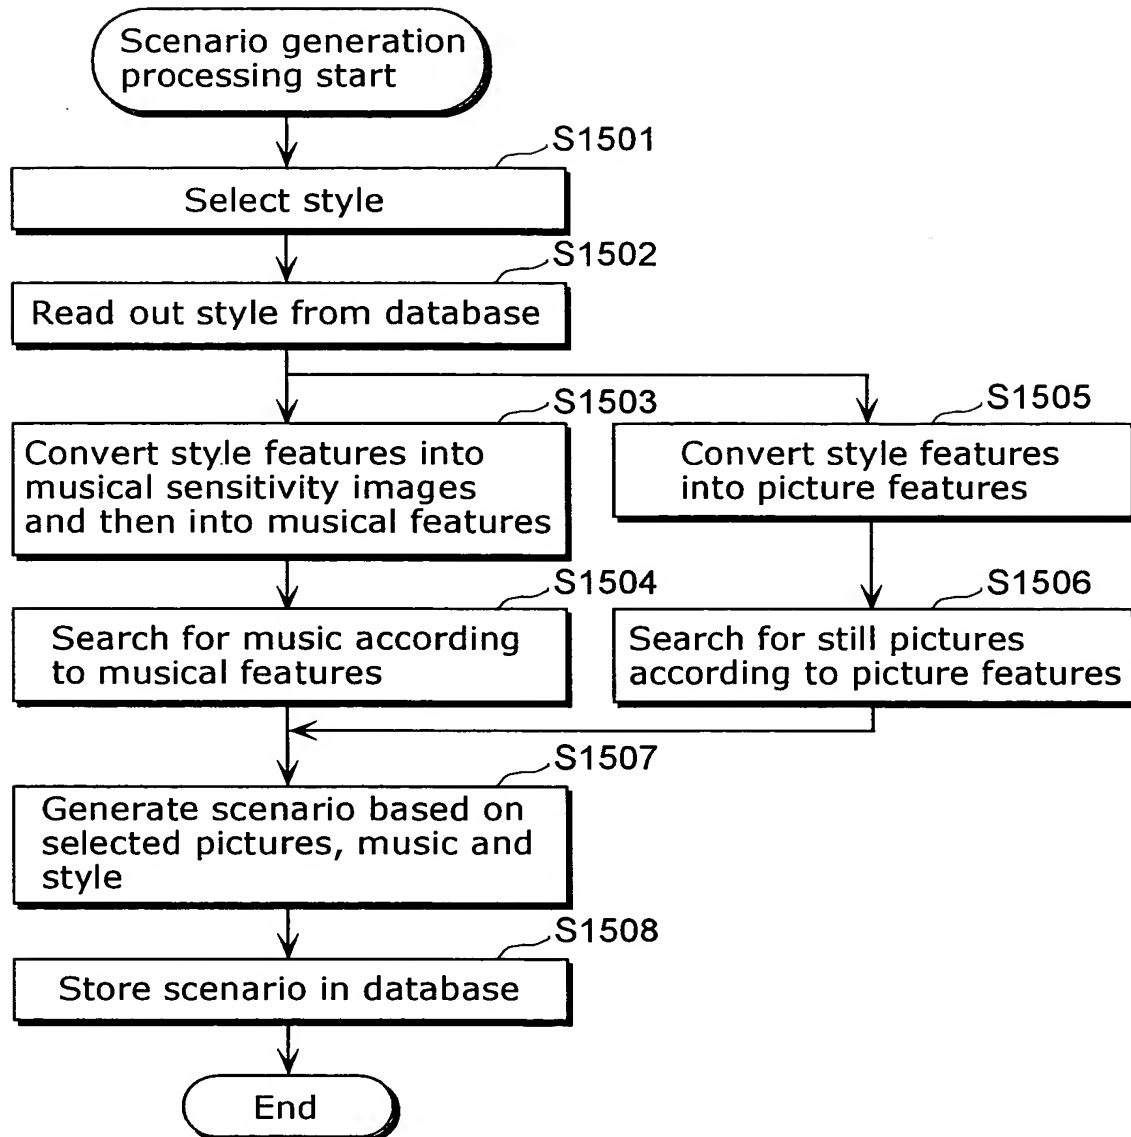 Scenario generation
processing start
S1501
Select style
S1502
Read out style from database
S1503
Convert style features into
musical sensitivity images
and then into musical features
S1505
Convert style features
into picture features
S1504
Search for music according
to musical features
S1506
Search for still pictures
according to picture features
S1507
Generate scenario based on
selected pictures, music and
style
S1508
Store scenario in database
End